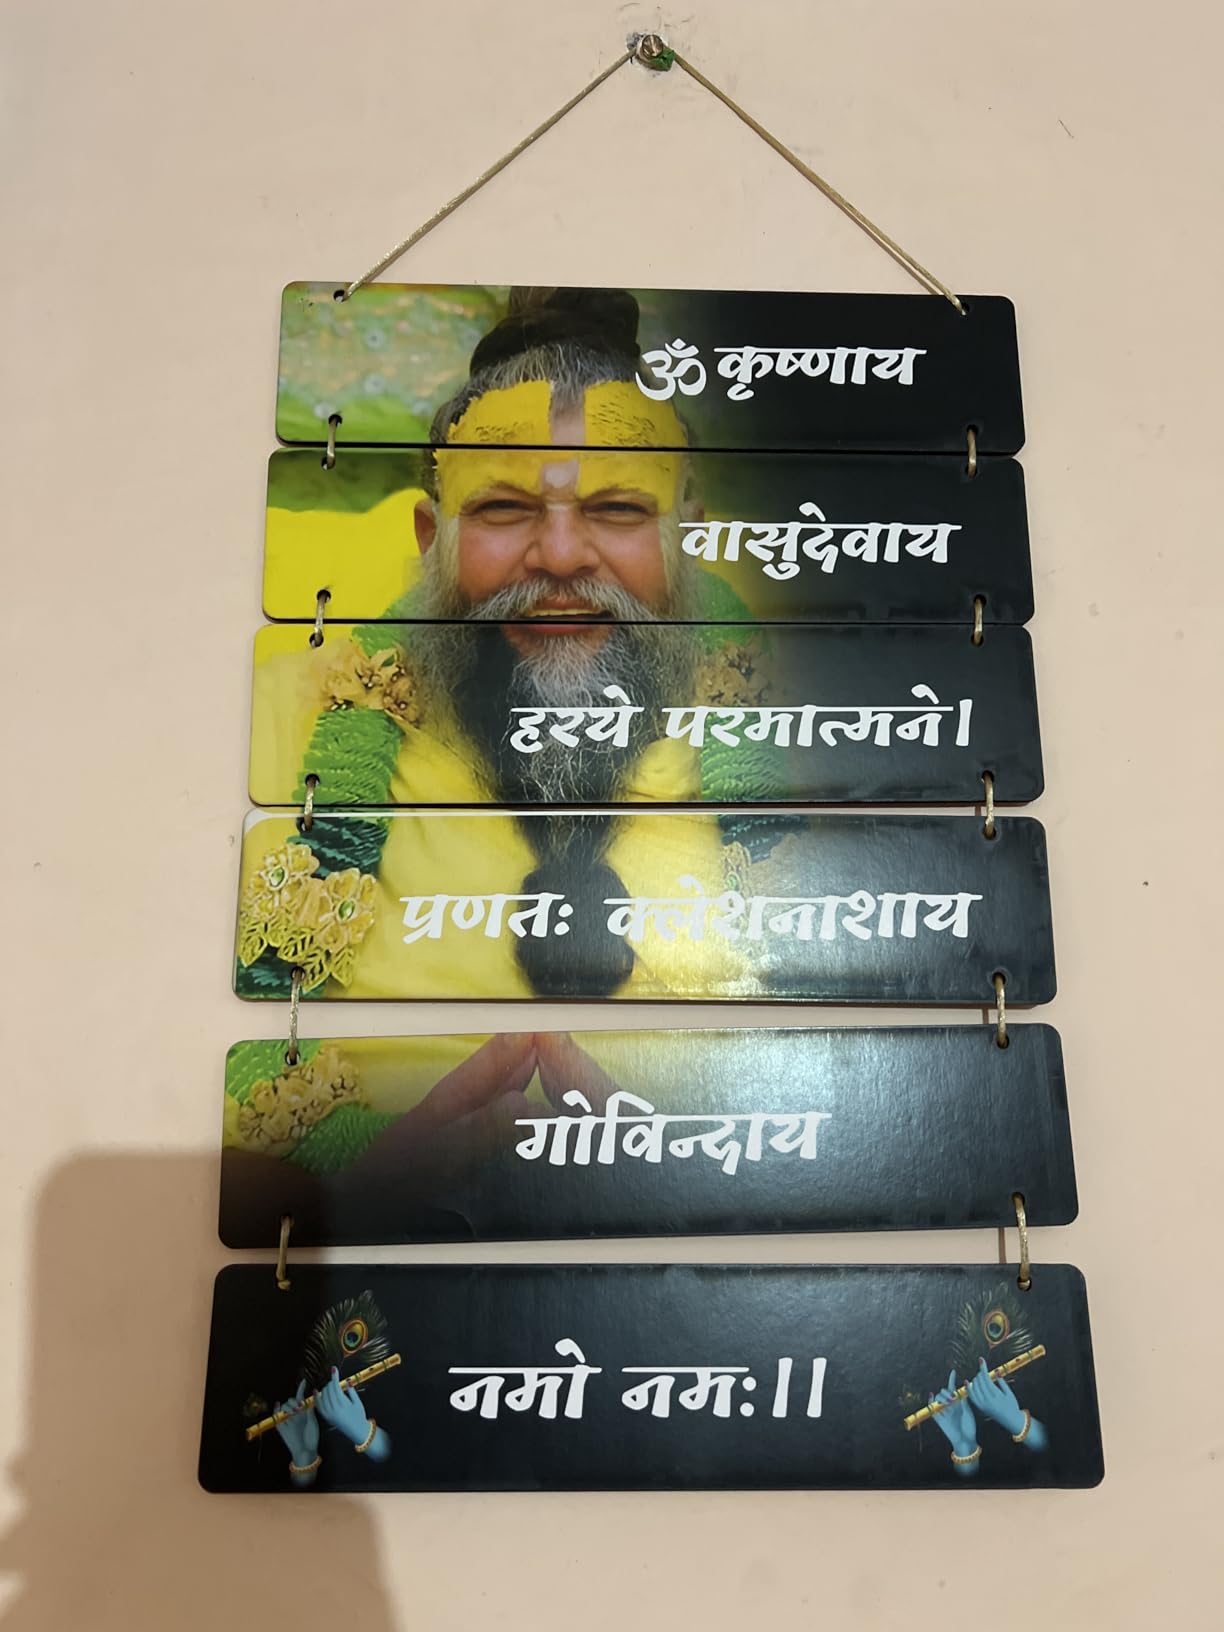 ॐ कृष्णाय
वासुदेवाय
हरये परमात्मने।
प्रणतः क्लेशनाशाय
गोविन्दाय
नमो नमः।।